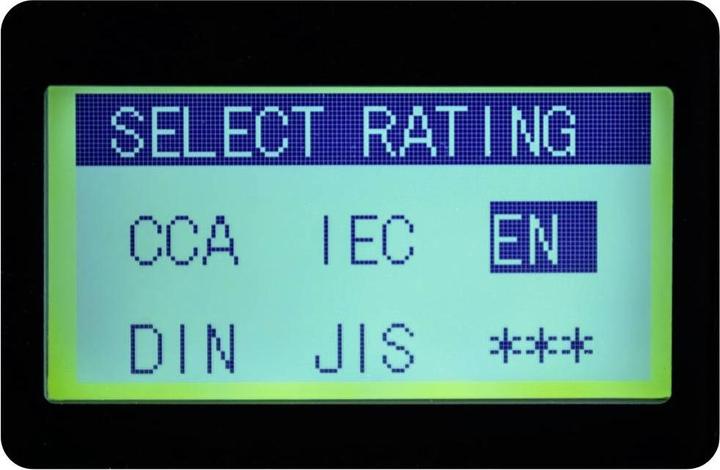 SELECT RATING
CCA IEC EN
DIN JIS ***